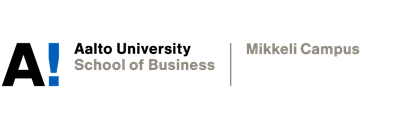 A!
Aalto University
School of Business
Mikkeli Campus